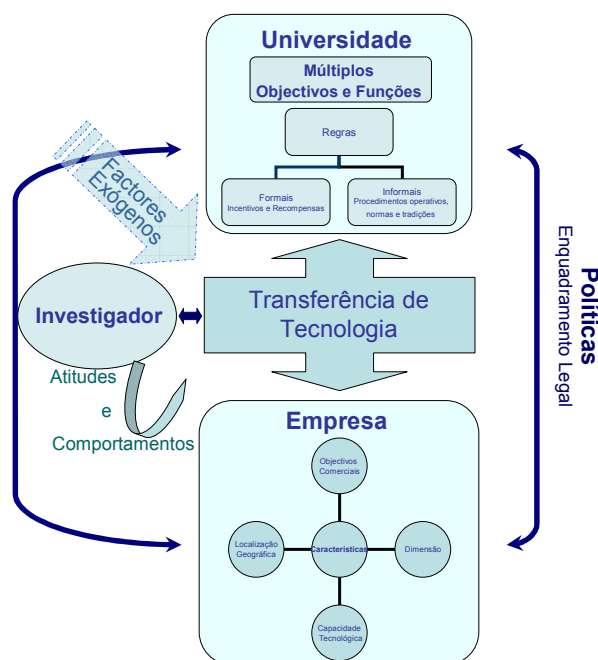 Universidade
Múltiplos
Objectivos e Funções
Regras
Formais
Incentivos e Recompensas
Informais
Procedimentos operativos,
normas e tradições
Factores
Exógenos
Investigador
Transferência de
Tecnologia
Atitudes
e
Comportamentos
Políticas
Enquadramento Legal
Empresa
Objectivos
Comerciais
Localização
Geográfica
Características
Dimensão
Capacidade
Tecnológica